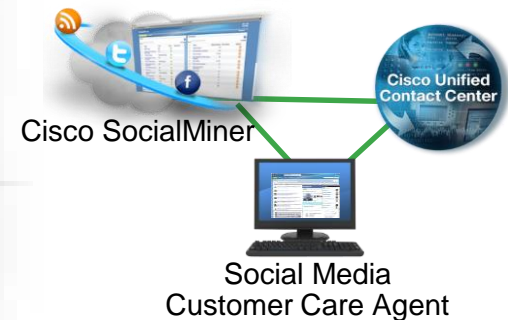 Cisco Unified
Contact Center
Cisco SocialMiner
Social Media
Customer Care Agent